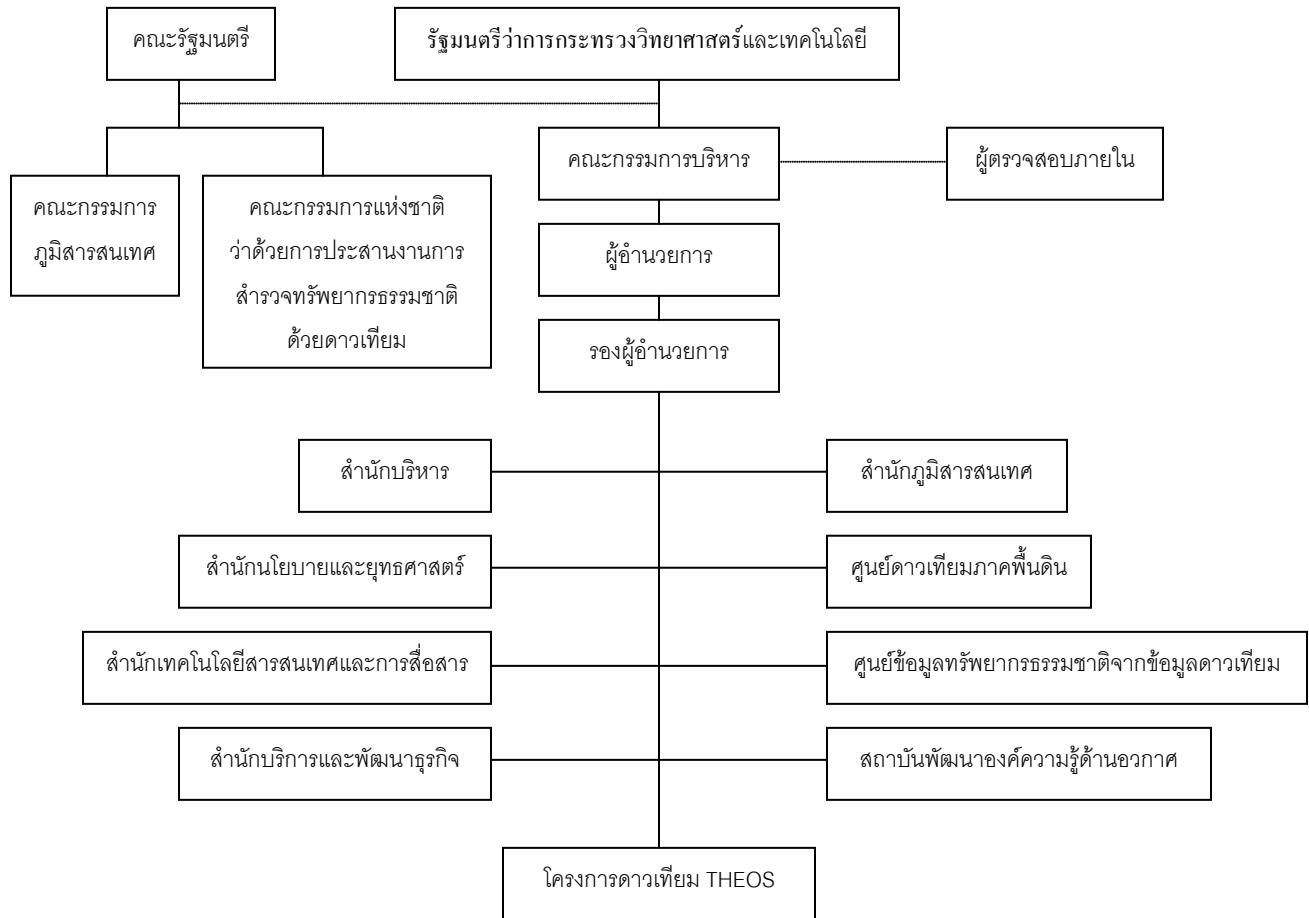 คณะรัฐมนตรี
รัฐมนตรีว่าการกระทรวงวิทยาศาสตร์และเทคโนโลยี
คณะกรรมการบริหาร
ผู้ตรวจสอบภายใน
คณะกรรมการ
ภูมิสารสนเทศ
คณะกรรมการแห่งชาติ
ว่าด้วยการประสานงานการ
สำรวจทรัพยากรธรรมชาติ
ด้วยดาวเทียม
ผู้อำนวยการ
รองผู้อำนวยการ
สำนักบริหาร
สำนักภูมิสารสนเทศ
สำนักนโยบายและยุทธศาสตร์
ศูนย์ดาวเทียมภาคพื้นดิน
สำนักเทคโนโลยีสารสนเทศและการสื่อสาร
ศูนย์ข้อมูลทรัพยากรธรรมชาติจากข้อมูลดาวเทียม
สำนักบริการและพัฒนาธุรกิจ
สถาบันพัฒนาองค์ความรู้ด้านอวกาศ
โครงการดาวเทียม THEOS